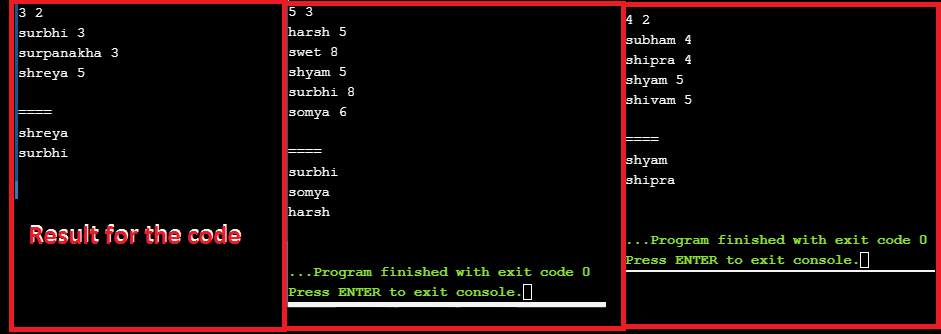 3 2
surbhi 3
surpanakha 3
shreya 5
====
shreya
surbhi
Result for the code
5 3
harsh 5
swet 8
shyam 5
surbhi 8
somya 6
====
surbhi
somya
harsh
...Program finished with exit code 0
Press ENTER to exit console.
4 2
subham 4
shipra 4
shyam 5
shivam 5
====
shyam
shipra
...Program finished with exit code 0
Press ENTER to exit console.